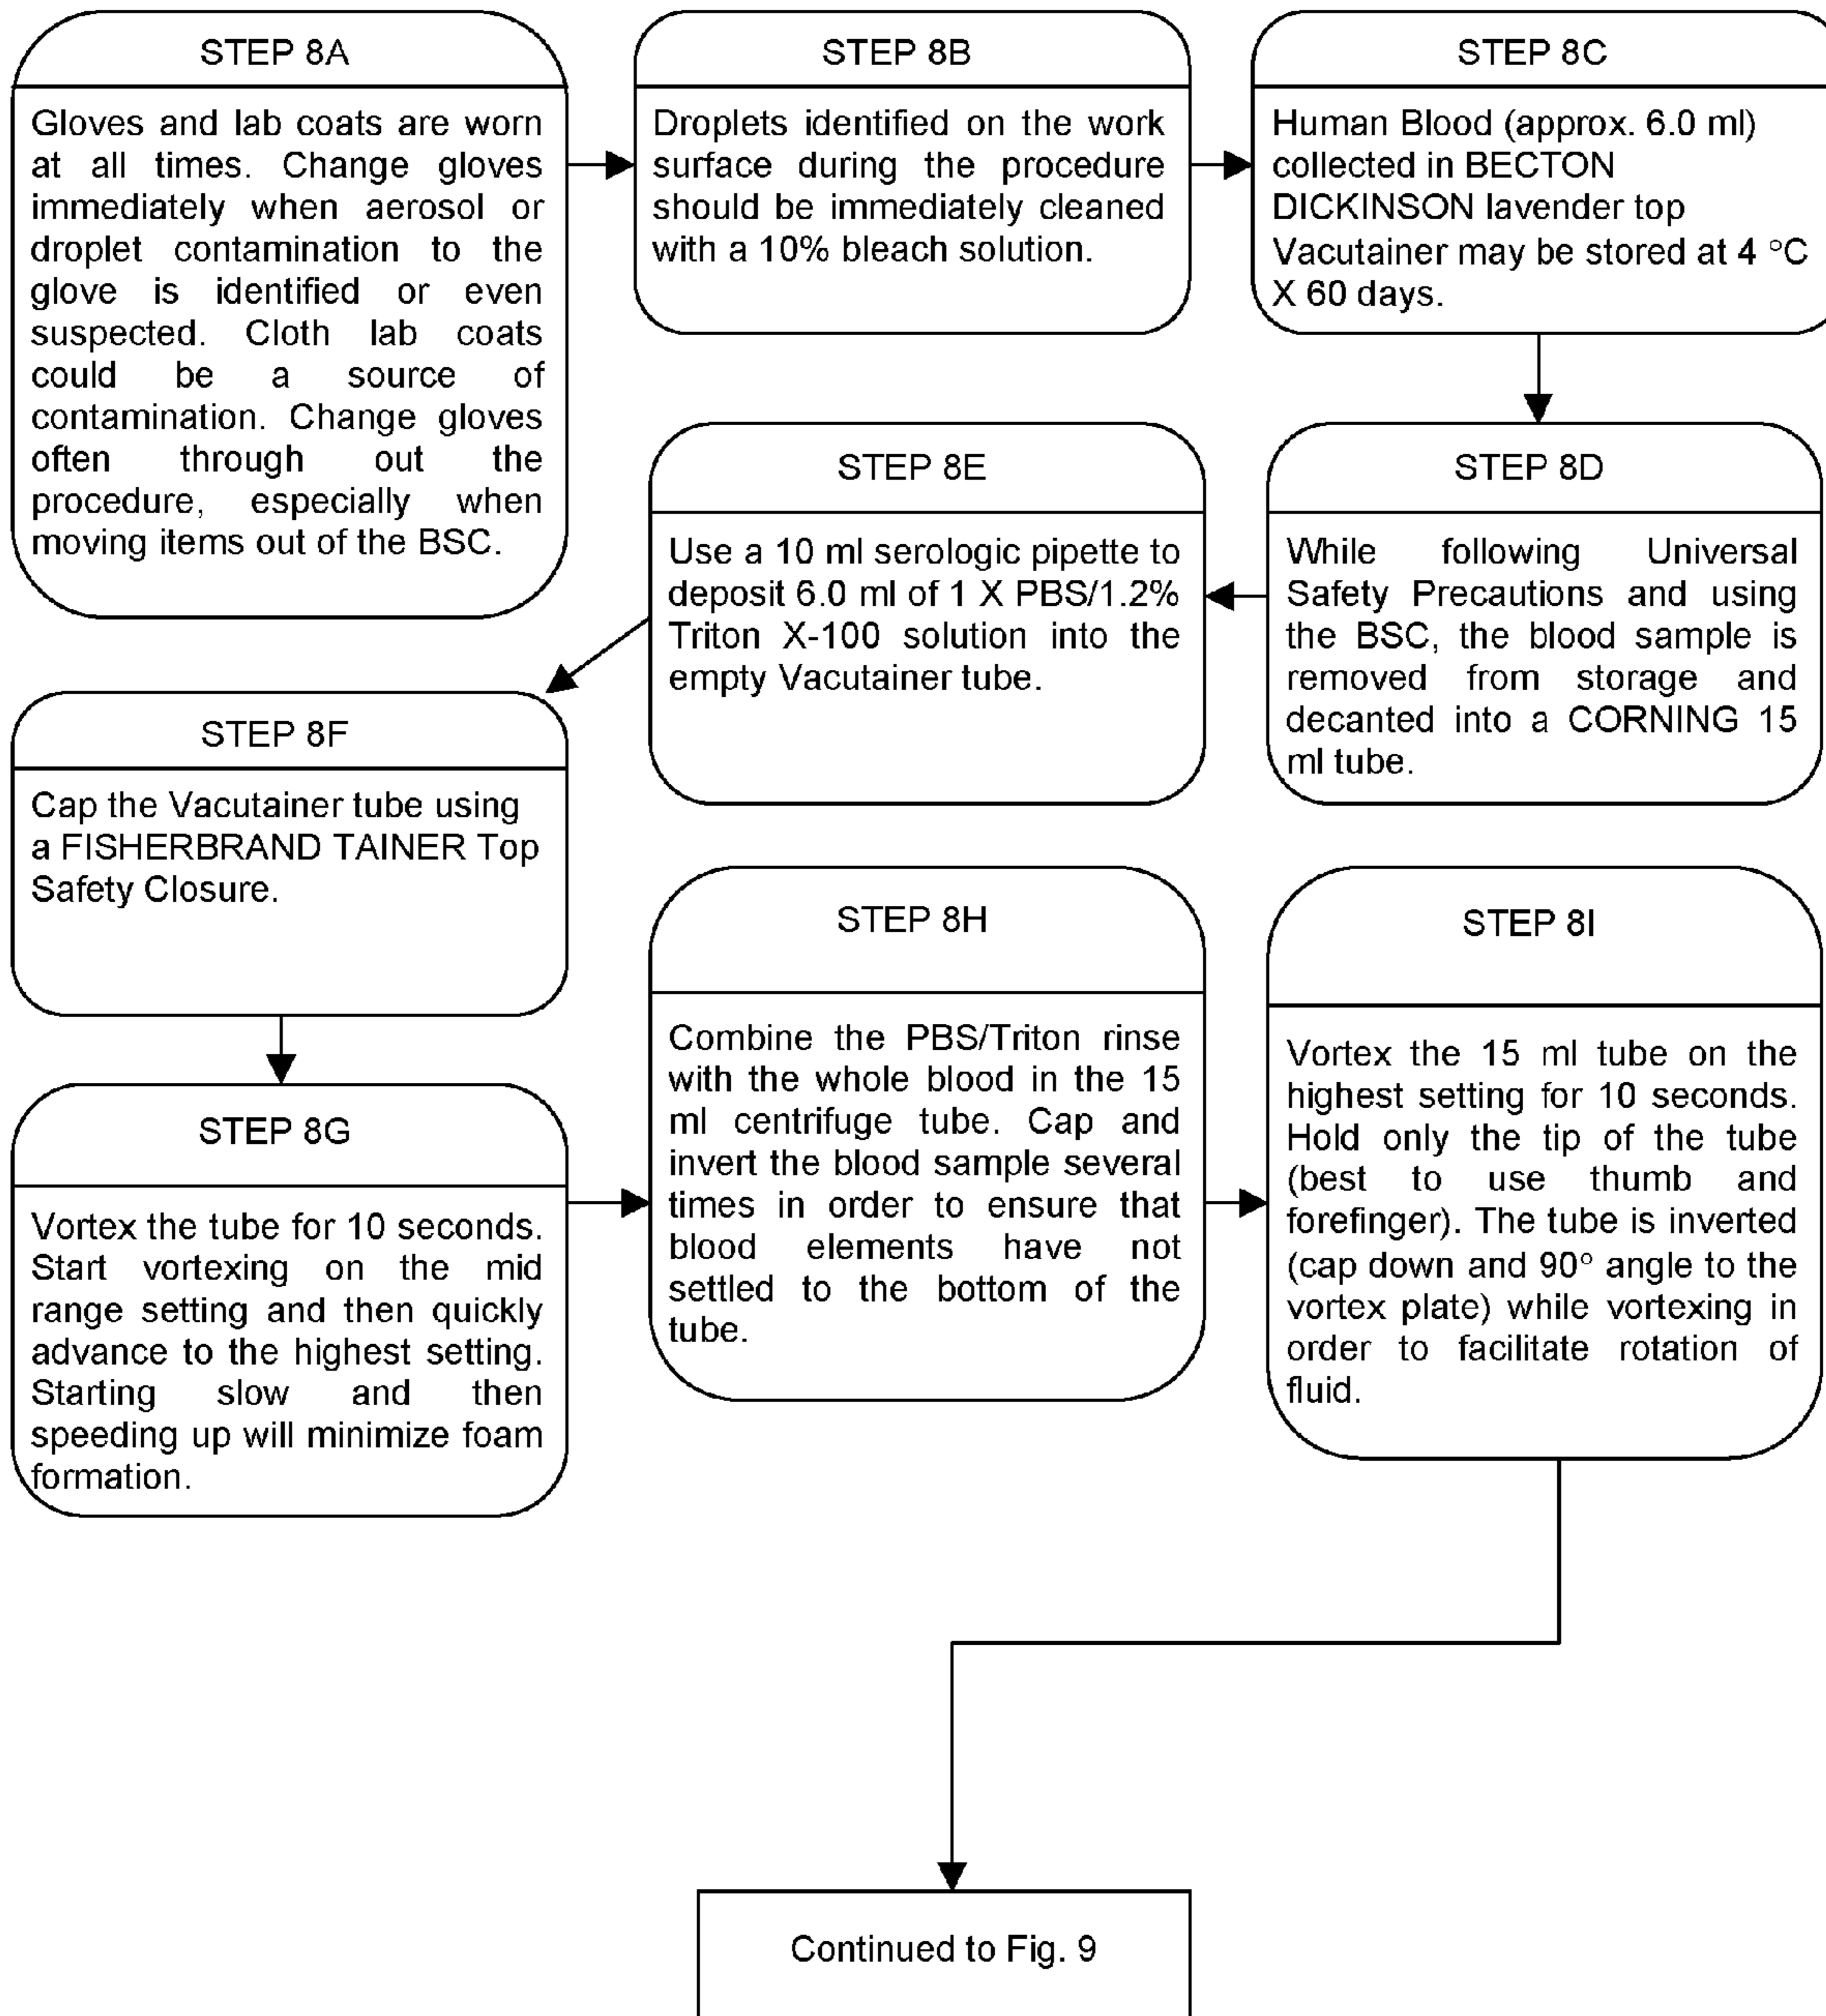 STEP 8A
Gloves and lab coats are worn
at all times. Change gloves
immediately when aerosol or
droplet contamination to the
glove is identified or even
suspected. Cloth lab coats
could be a source of
contamination. Change gloves
often through out the
procedure, especially when
moving items out of the BSC.
STEP 8B
Droplets identified on the work
surface during the procedure
should be immediately cleaned
with a 10% bleach solution.
STEP 8C
Human Blood (approx. 6.0 ml)
collected in BECTON
DICKINSON lavender top
Vacutainer may be stored at 4 °C
X 60 days.
STEP 8D
While following Universal
Safety Precautions and using
the BSC, the blood sample is
removed from storage and
decanted into a CORNING 15
ml tube.
STEP 8E
Use a 10 ml serologic pipette to
deposit 6.0 ml of 1 X PBS/1.2%
Triton X-100 solution into the
empty Vacutainer tube.
STEP 8F
Cap the Vacutainer tube using
a FISHERBRAND TAINER Top
Safety Closure.
STEP 8G
Vortex the tube for 10 seconds.
Start vortexing on the mid
range setting and then quickly
advance to the highest setting.
Starting slow and then
speeding up will minimize foam
formation.
STEP 8H
Combine the PBS/Triton rinse
with the whole blood in the 15
ml centrifuge tube. Cap and
invert the blood sample several
times in order to ensure that
blood elements have not
settled to the bottom of the
tube.
STEP 8I
Vortex the 15 ml tube on the
highest setting for 10 seconds.
Hold only the tip of the tube
(best to use thumb and
forefinger). The tube is inverted
(cap down and 90° angle to the
vortex plate) while vortexing in
order to facilitate rotation of
fluid.
Continued to Fig. 9